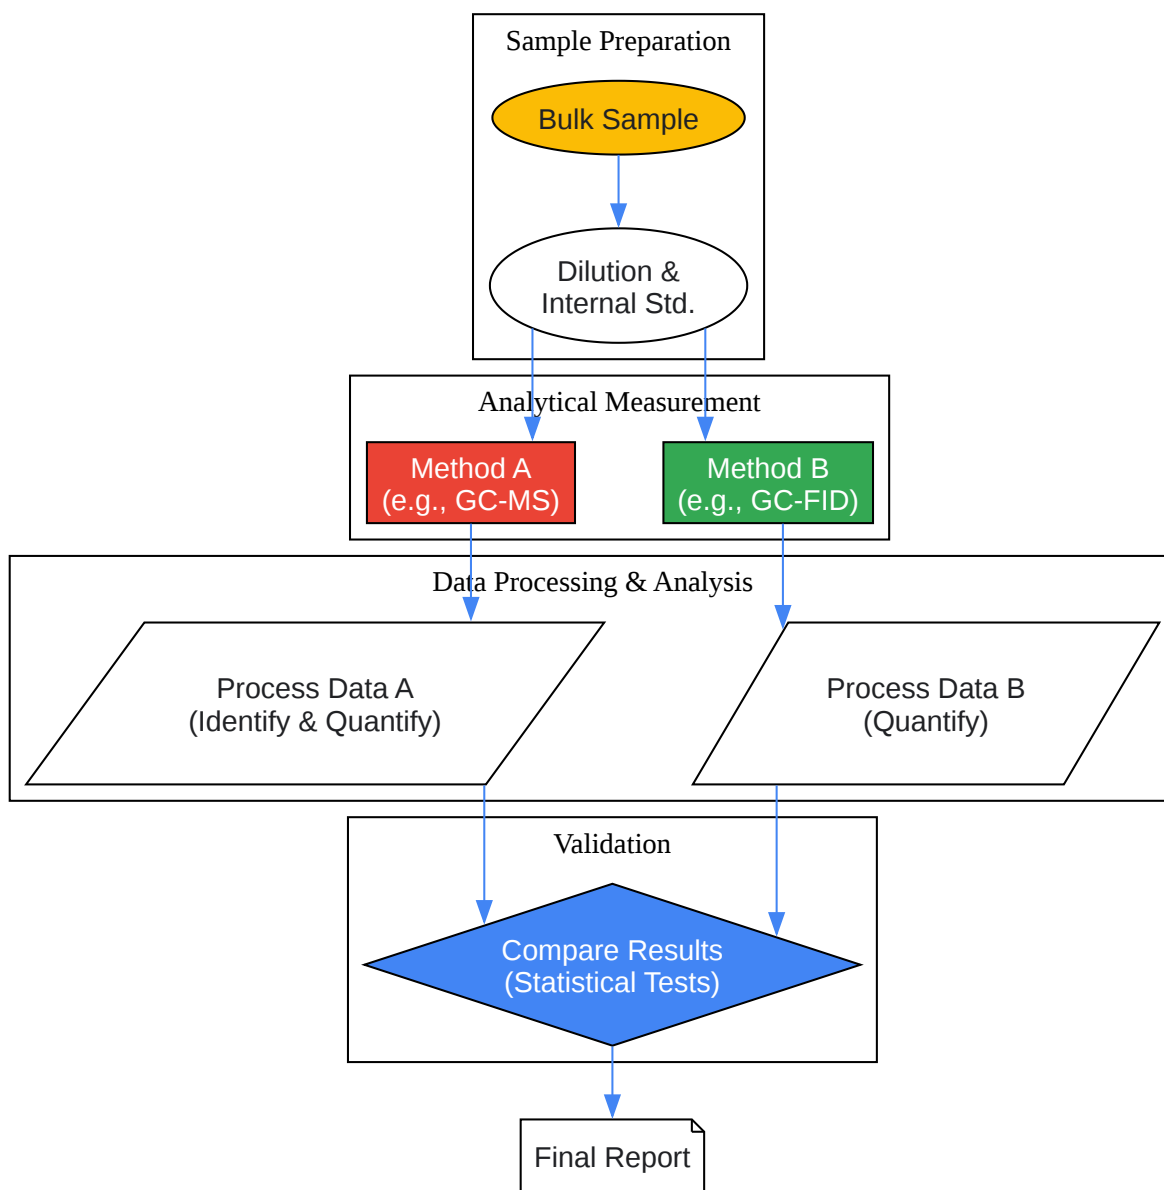 Sample Preparation
Bulk Sample
Dilution &
Internal Std.
Analytical Measurement
Method A
(e.g., GC-MS)
Method B
(e.g., GC-FID)
Data Processing & Analysis
Process Data A
(Identify & Quantify)
Process Data B
(Quantify)
Validation
Compare Results
(Statistical Tests)
Final Report